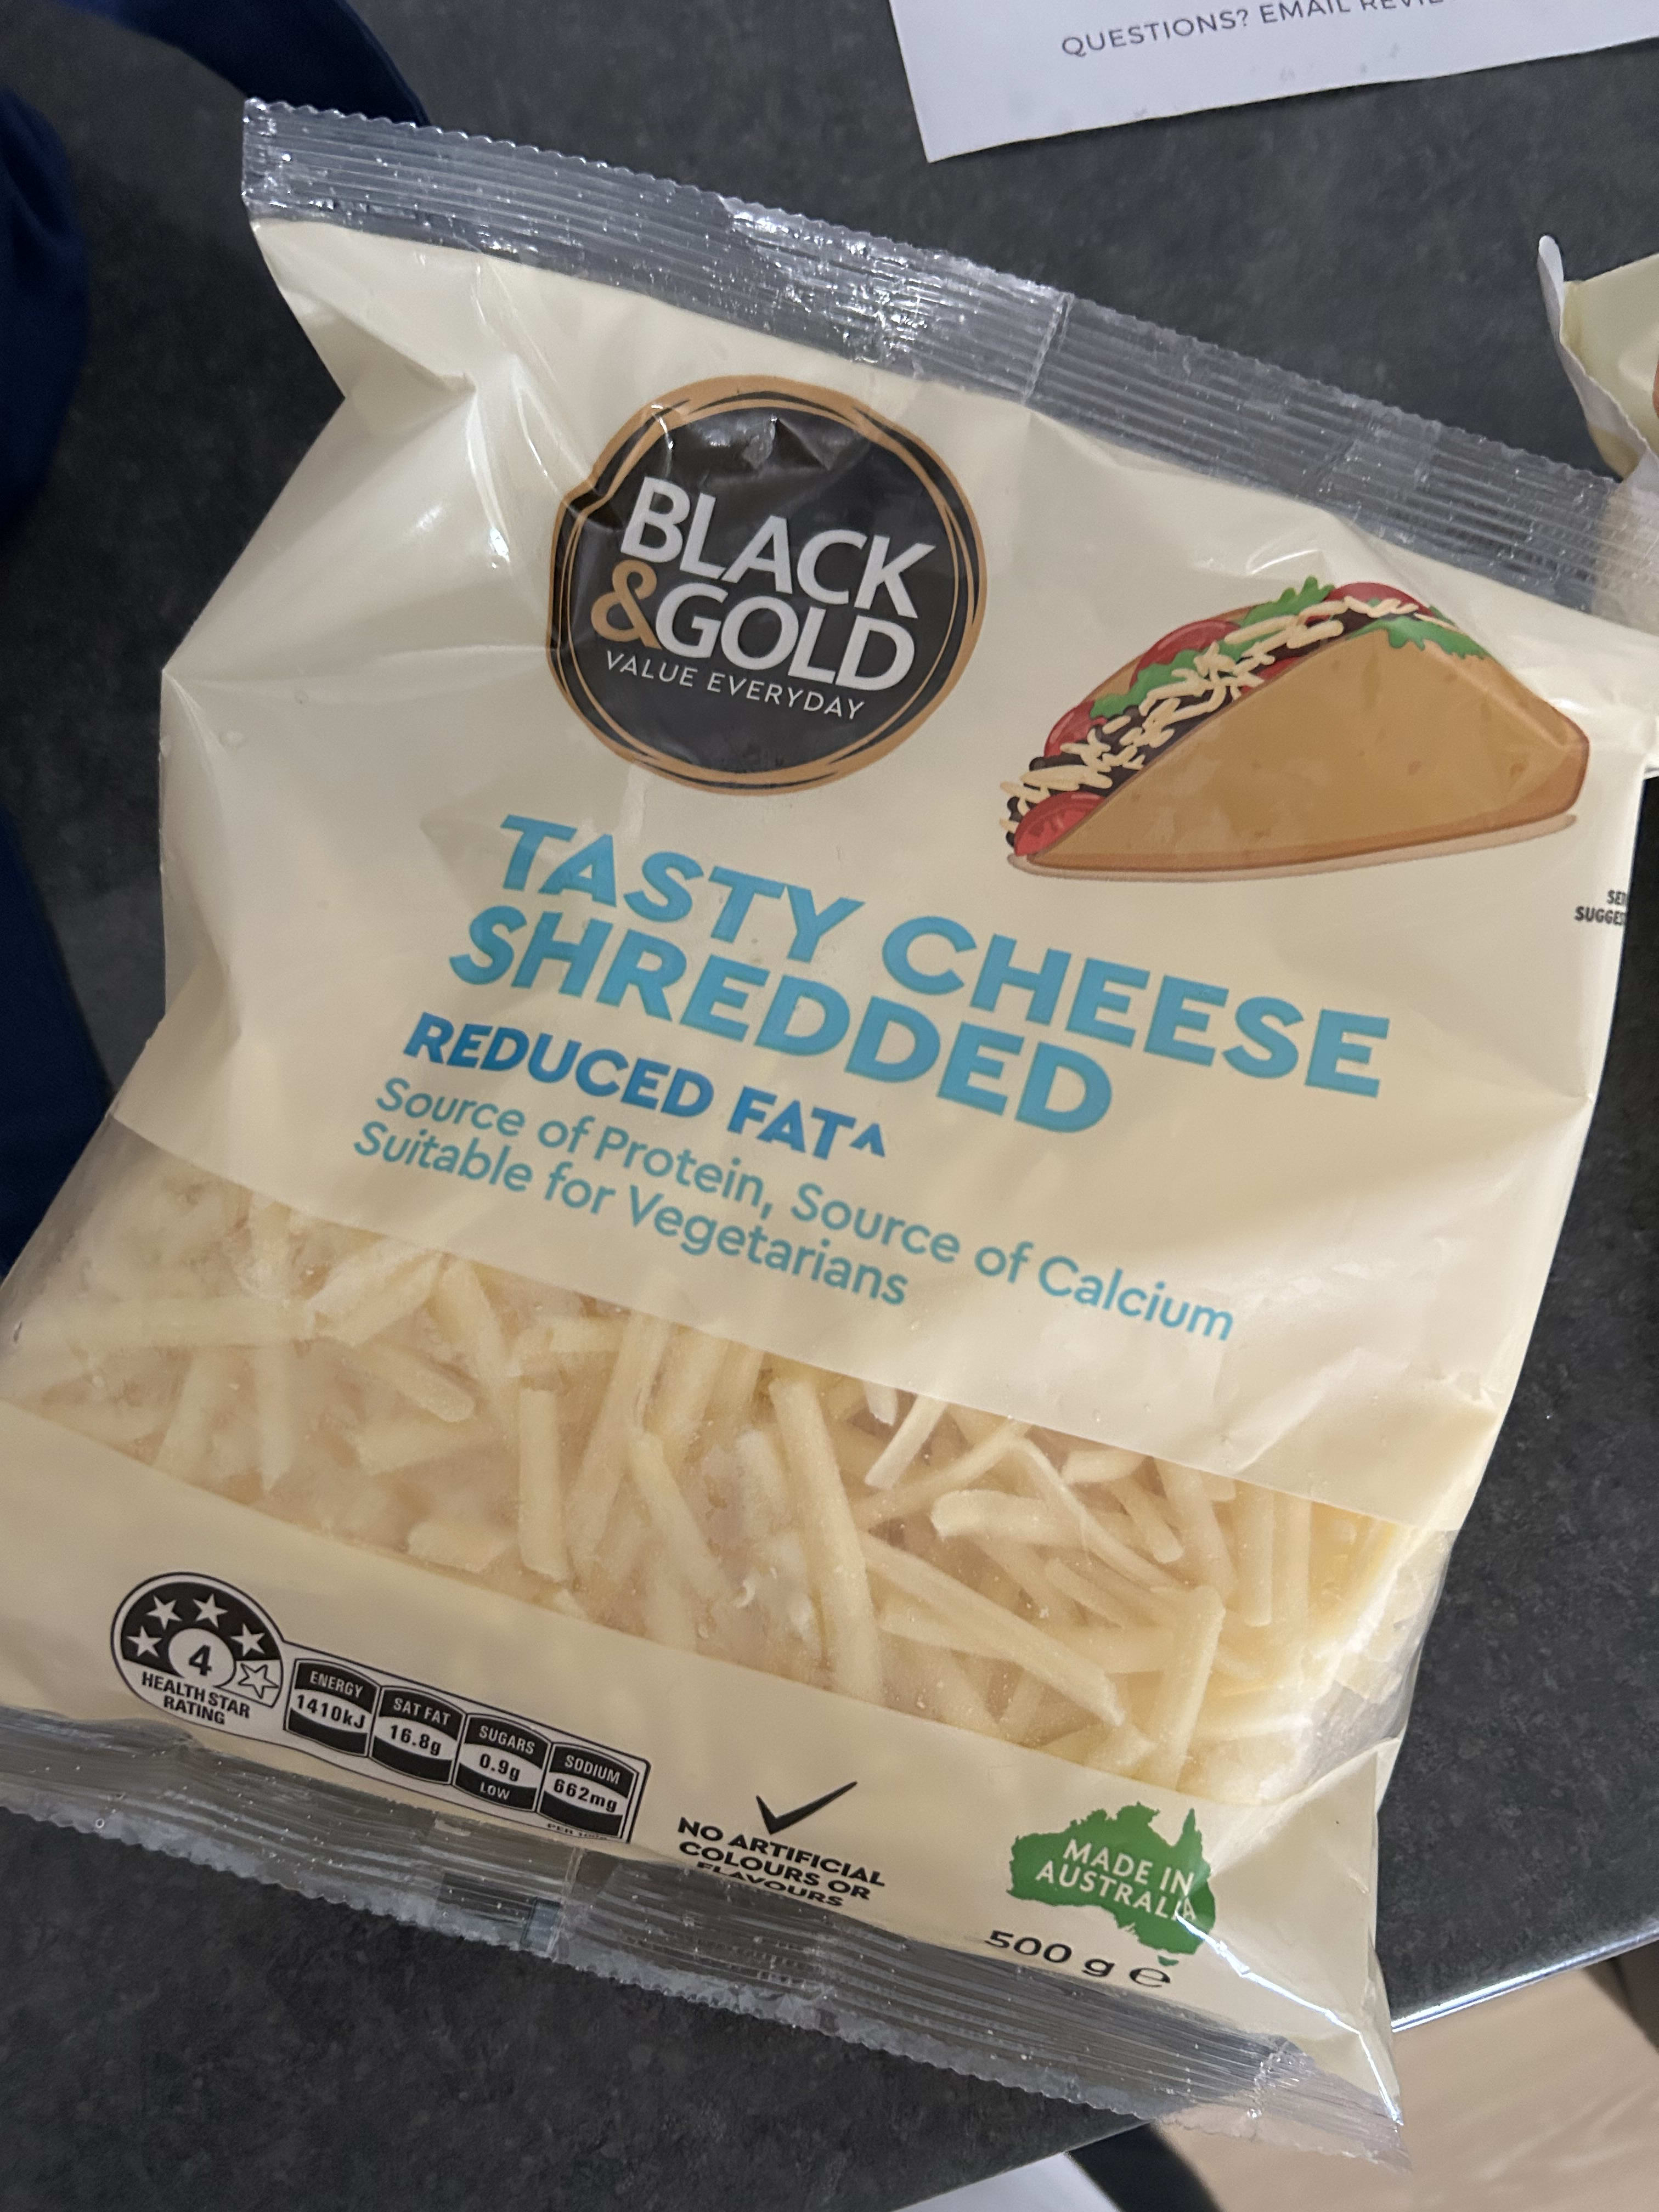 QUESTIONS? EMAIL
BLACK
&GOLD
VALUE EVERYDAY
TASTY CHEESE
SHREDDED
REDUCED FAT^
Source of Protein, Source of Calcium
Suitable for Vegetarians
4
HEALTH STAR
RATING
ENERGY
1410kJ
SAT FAT
16.8g
SUGARS
0.9g
LOW
SODIUM
662mg
PER
NO ARTIFICIAL
COLOURS OR
FLAVOURS
MADE IN
AUSTRALIA
500 g e